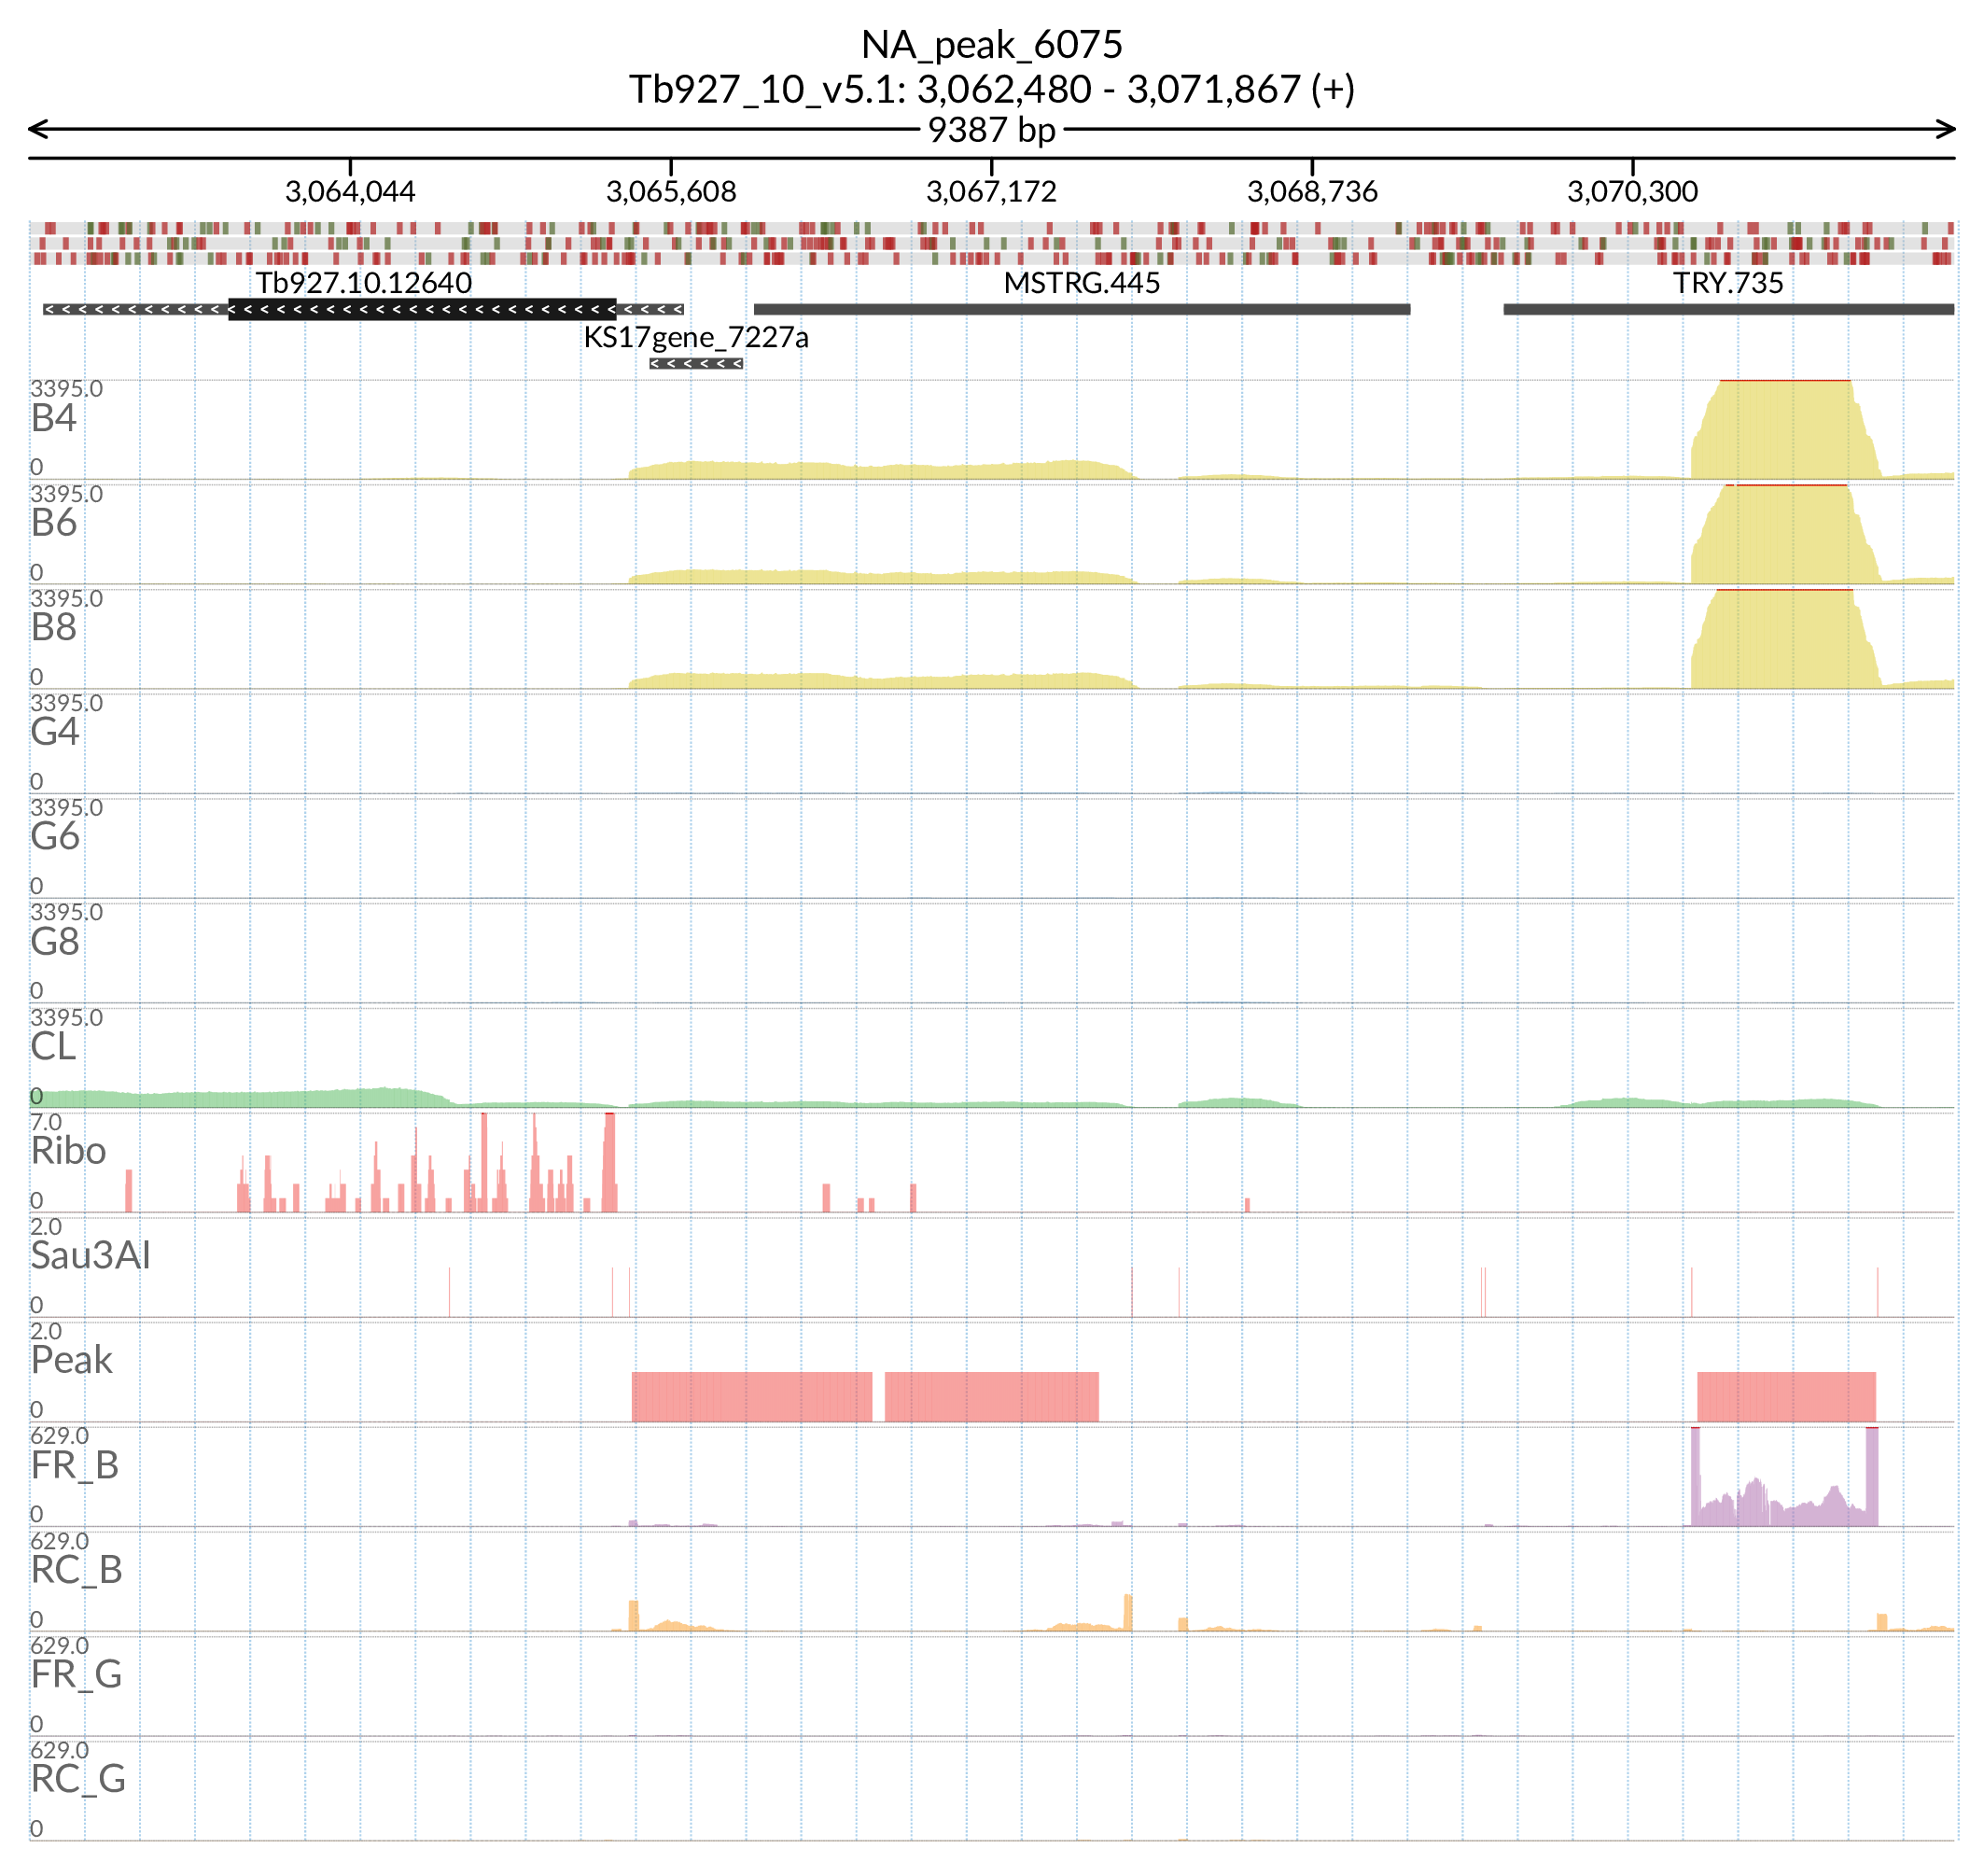 NA_peak_6075
Tb927_10_v5.1: 3,062,480 - 3,071,867 (+)
9387 bp
3,064,044 3,065,608 3,067,172 3,068,736 3,070,300
Tb927.10.12640 MSTRG.445 TRY.735
KS17gene_7227a
3395.0
B4
0
3395.0
B6
0
3395.0
B8
0
3395.0
G4
0
3395.0
G6
0
3395.0
G8
0
3395.0
CL
0
7.0
Ribo
0
2.0
Sau3AI
0
2.0
Peak
0
629.0
FR_B
0
629.0
RC_B
0
629.0
FR_G
0
629.0
RC_G
0